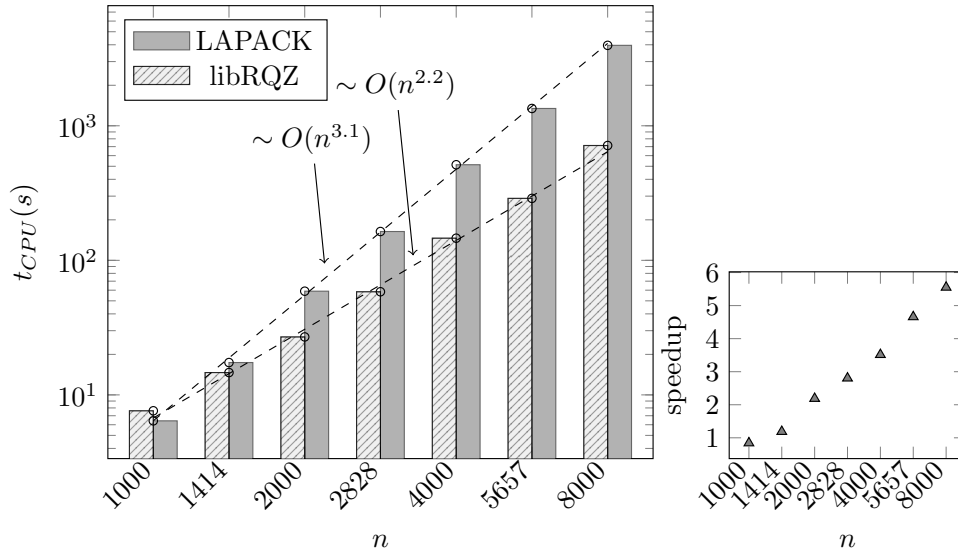 LAPACK
libRQZ
∼ O(n^{2.2})
∼ O(n^{3.1})
10^3
10^2
10^1
t_{CPU}(s)
1000 1414 2000 2828 4000 5657 8000
n
6
5
4
3
2
1
speedup
1000 1414 2000 2828 4000 5657 8000
n